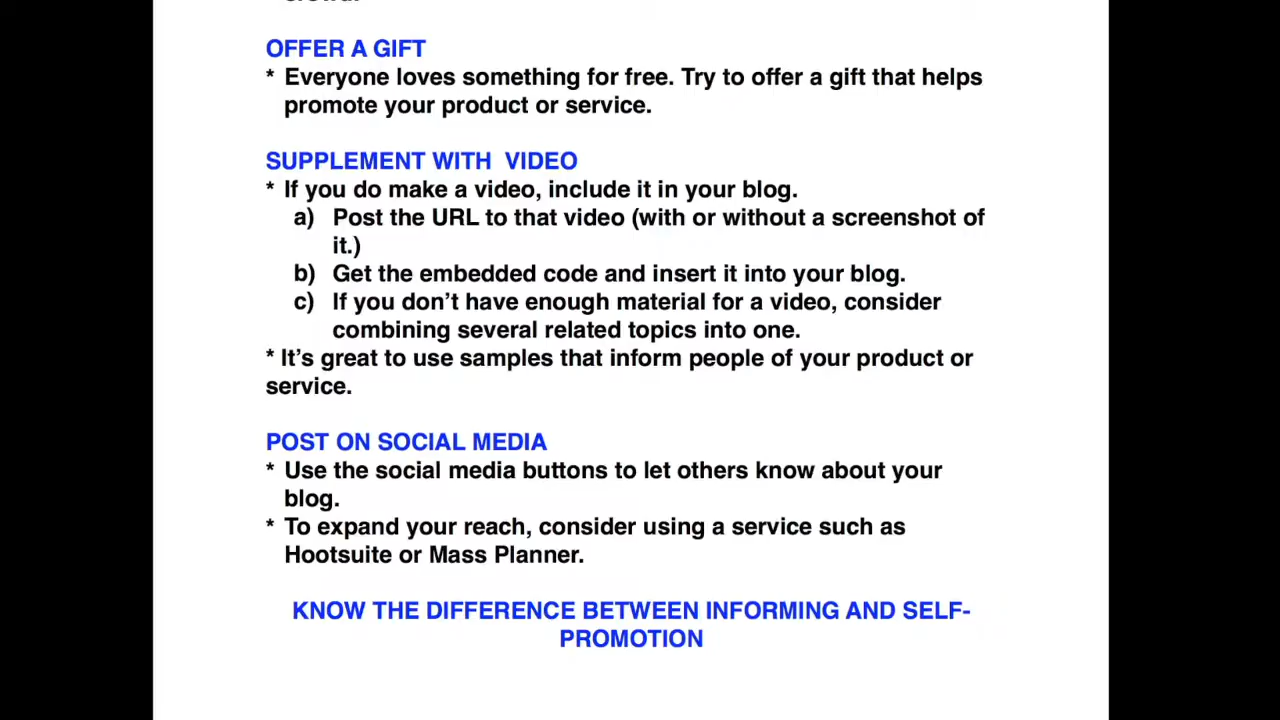 OFFER A GIFT
* Everyone loves something for free. Try to offer a gift that helps
promote your product or service.
SUPPLEMENT WITH  VIDEO
* If you do make a video, include it in your blog.
a) Post the URL to that video (with or without a screenshot of
it.)
b) Get the embedded code and insert it into your blog.
c) If you don’t have enough material for a video, consider
combining several related topics into one.
* It’s great to use samples that inform people of your product or
service.
POST ON SOCIAL MEDIA
* Use the social media buttons to let others know about your
blog.
* To expand your reach, consider using a service such as
Hootsuite or Mass Planner.
KNOW THE DIFFERENCE BETWEEN INFORMING AND SELF-
PROMOTION